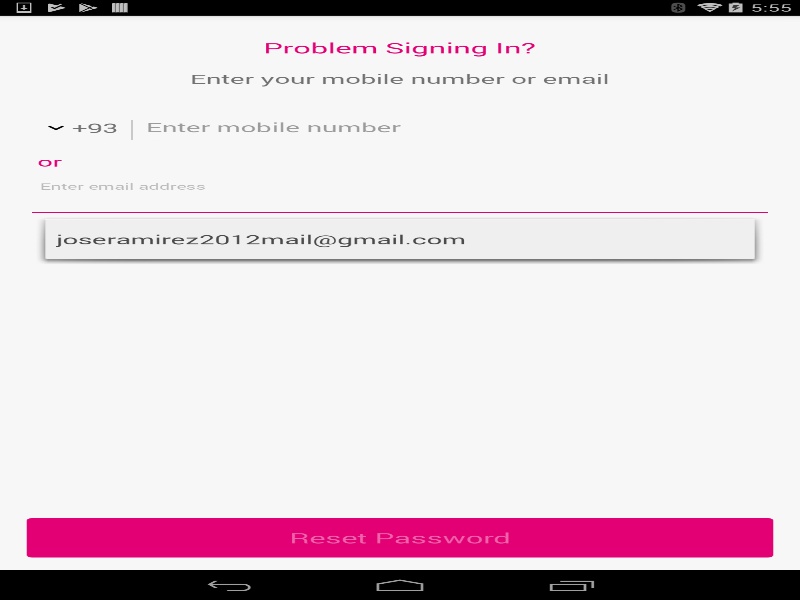 5:55
Problem Signing In?
Enter your mobile number or email
+93 Enter mobile number
or
Enter email address
joseramirez2012mail@gmail.com
Reset Password